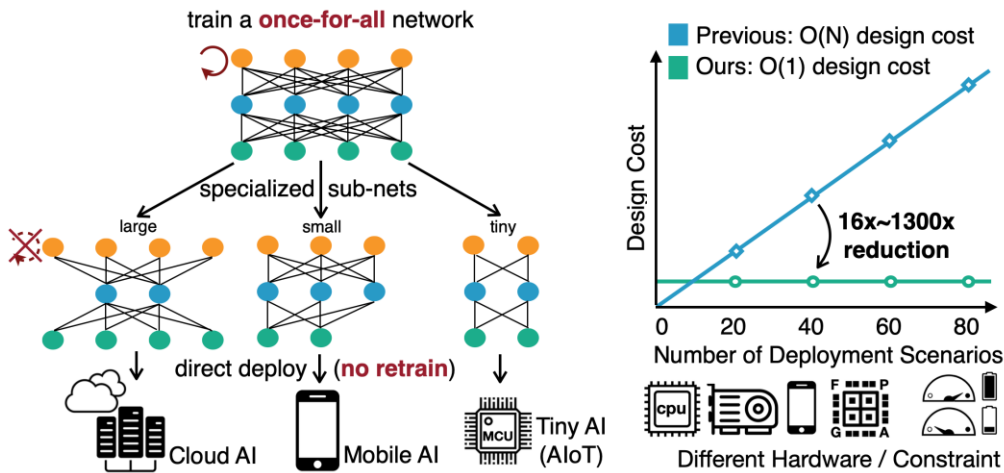 train a once-for-all network
specialized sub-nets
large
small
tiny
direct deploy (no retrain)
Cloud AI
Mobile AI
MCU
Tiny AI
(AIoT)
Previous: O(N) design cost
Ours: O(1) design cost
Design Cost
16x~1300x
reduction
0 20 40 60 80
Number of Deployment Scenarios
cpu
F P
G A
Different Hardware / Constraint